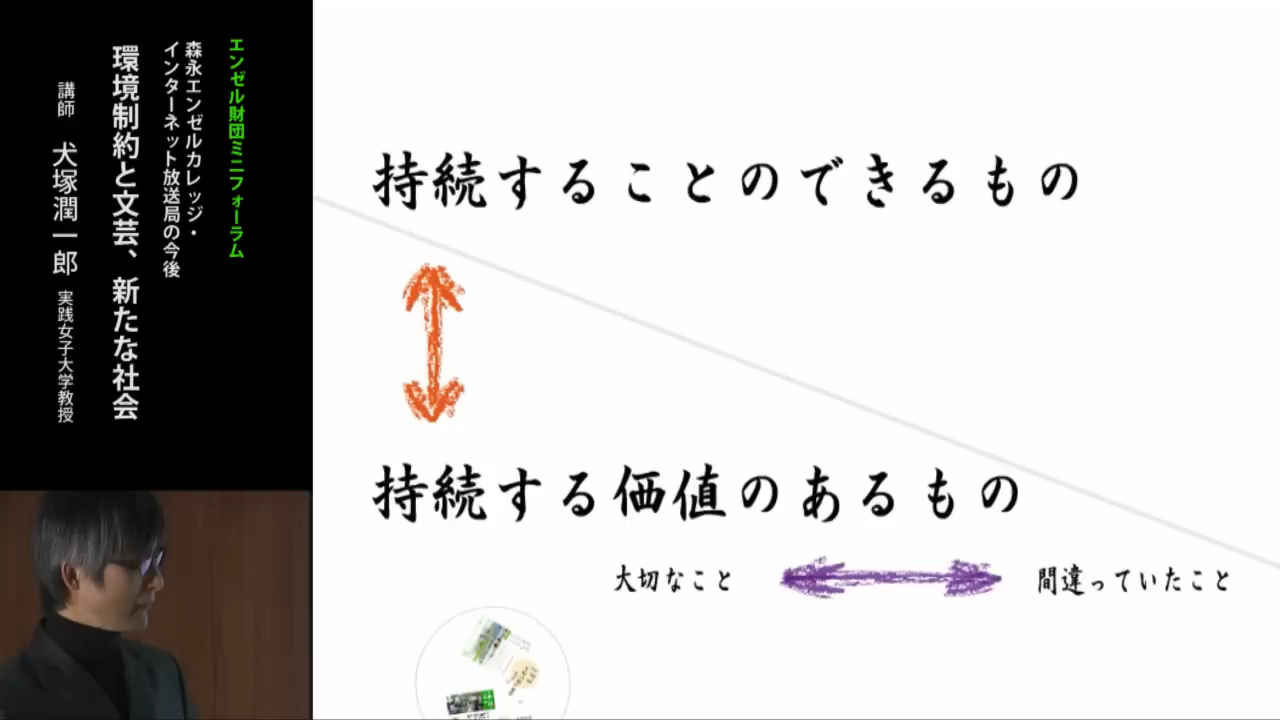 エンゼル財団ミニフォーラム
森永エンゼルカレッジ・
インターネット放送局の今後
環境制約と文芸、新たな社会
講師 犬塚潤一郎 実践女子大学教授
持続することのできるもの
持続する価値のあるもの
大切なこと
間違っていたこと